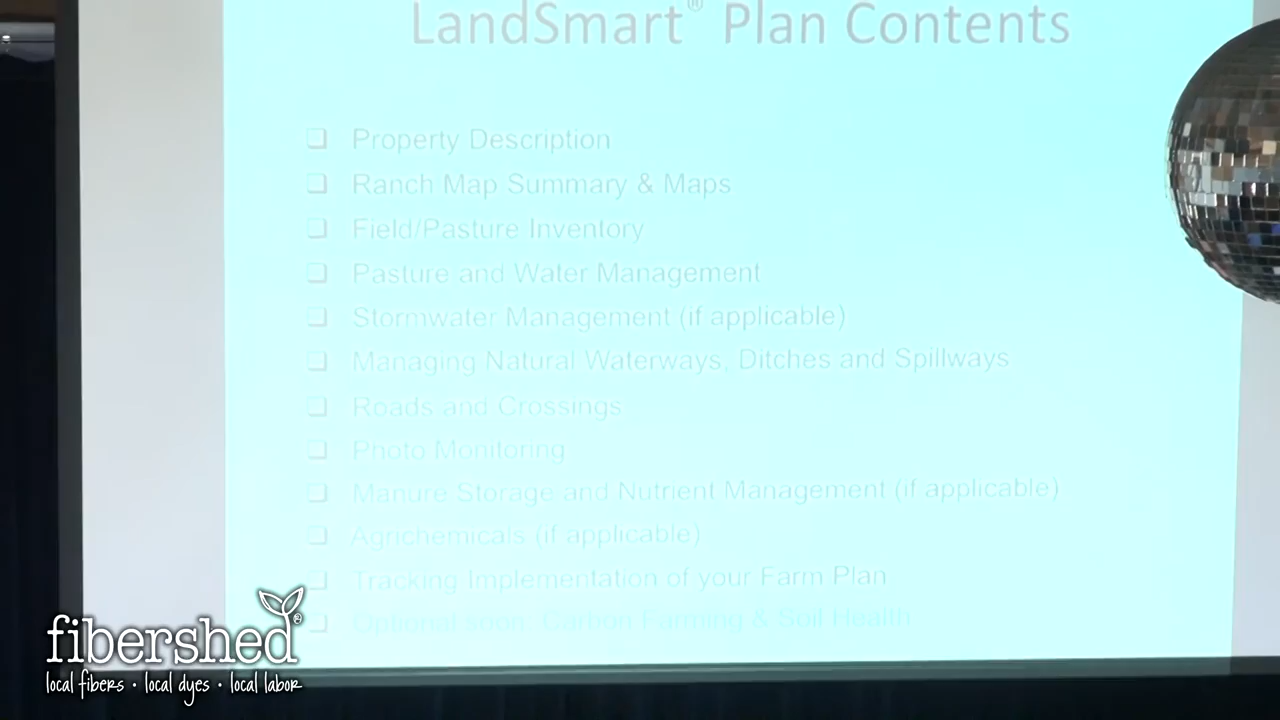 LandSmart® Plan Contents
❑ Property Description
❑ Ranch Map Summary & Maps
❑ Field/Pasture Inventory
❑ Pasture and Water Management
❑ Stormwater Management (if applicable)
❑ Managing Natural Waterways, Ditches and Spillways
❑ Roads and Crossings
❑ Photo Monitoring
❑ Manure Storage and Nutrient Management (if applicable)
❑ Agrichemicals (if applicable)
❑ Tracking Implementation of your Farm Plan
❑ Optional soon: Carbon Farming & Soil Health
fibershed®
local fibers • local dyes • local labor